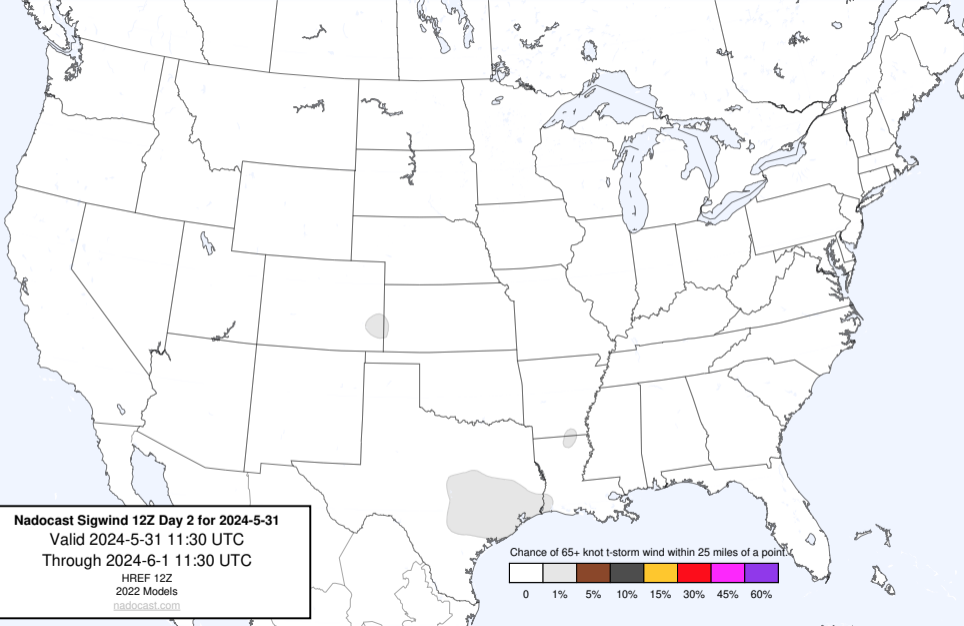 Nadocast Sigwind 12Z Day 2 for 2024-5-31
Valid 2024-5-31 11:30 UTC
Through 2024-6-1 11:30 UTC
HREF 12Z
2022 Models
nadocast.com
Chance of 65+ knot t-storm wind within 25 miles of a point.
0 1% 5% 10% 15% 30% 45% 60%